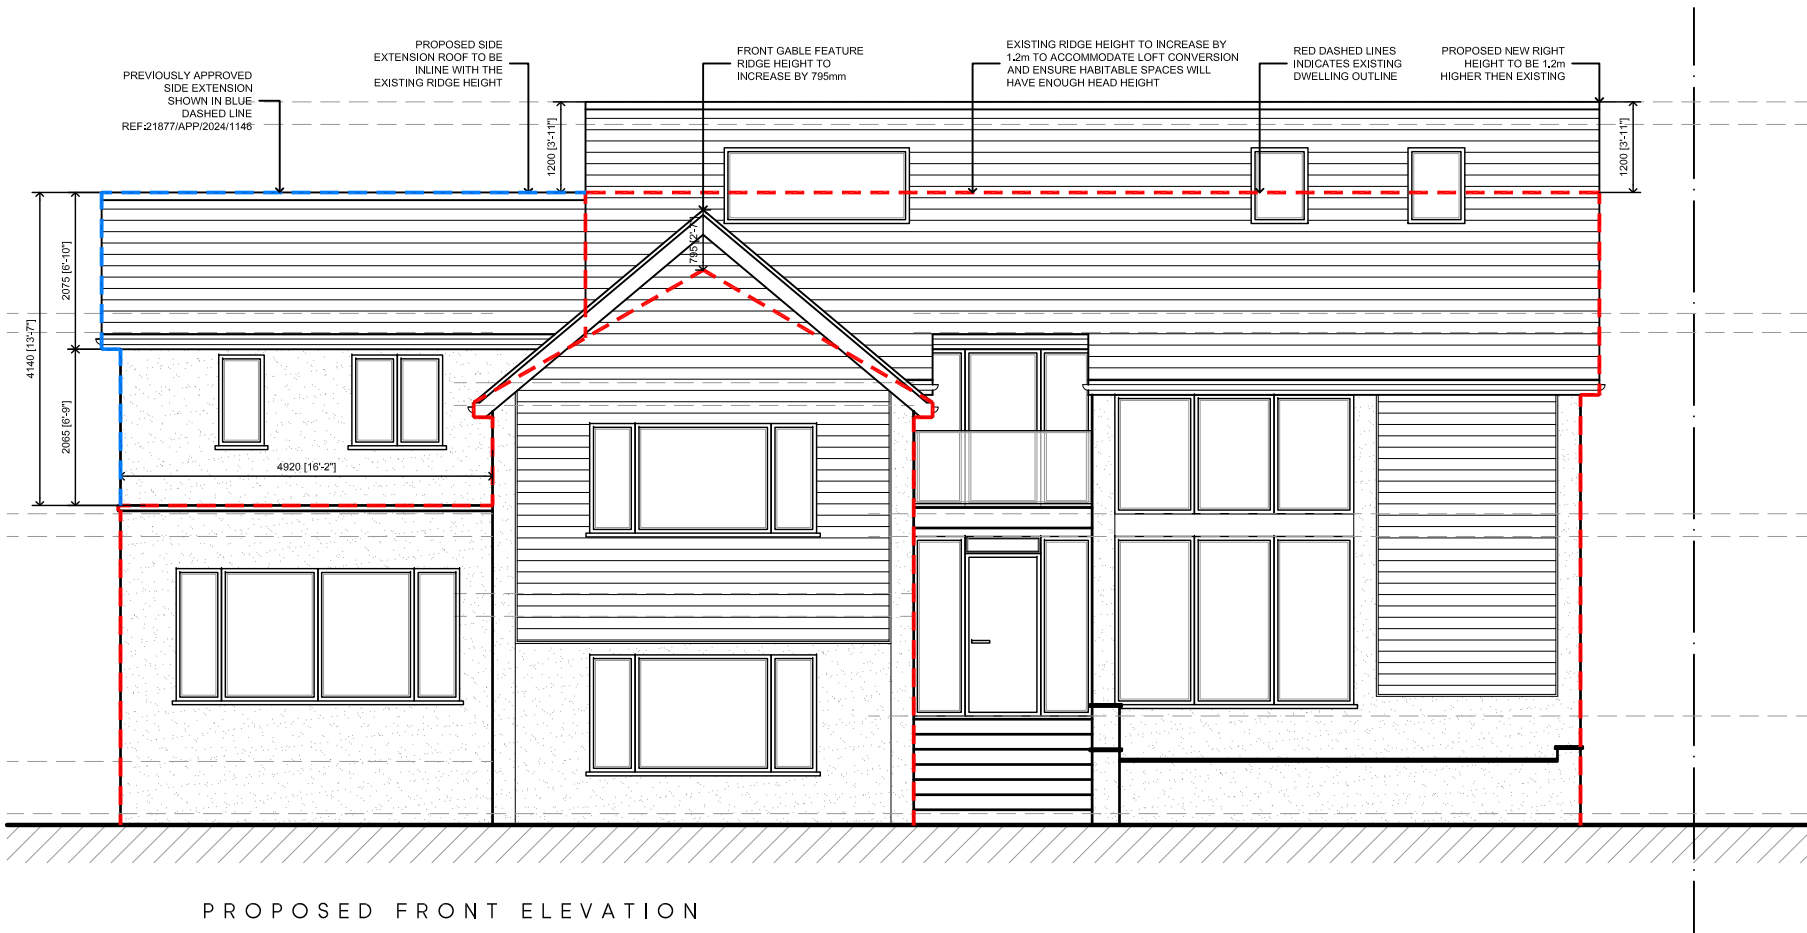 PREVIOUSLY APPROVED
SIDE EXTENSION
SHOWN IN BLUE
DASHED LINE
REF:21877/APP/2024/1146
PROPOSED SIDE
EXTENSION ROOF TO BE
INLINE WITH THE
EXISTING RIDGE HEIGHT
FRONT GABLE FEATURE
RIDGE HEIGHT TO
INCREASE BY 795mm
EXISTING RIDGE HEIGHT TO INCREASE BY
1.2m TO ACCOMMODATE LOFT CONVERSION
AND ENSURE HABITABLE SPACES WILL
HAVE ENOUGH HEAD HEIGHT
RED DASHED LINES
INDICATES EXISTING
DWELLING OUTLINE
PROPOSED NEW RIGHT
HEIGHT TO BE 1.2m
HIGHER THEN EXISTING
1200 [3'-11"]
1200 [3'-11"]
795 [2'-7"]
2075 [6'-10"]
4140 [13'-7"]
2065 [6'-9"]
4920 [16'-2"]
PROPOSED FRONT ELEVATION